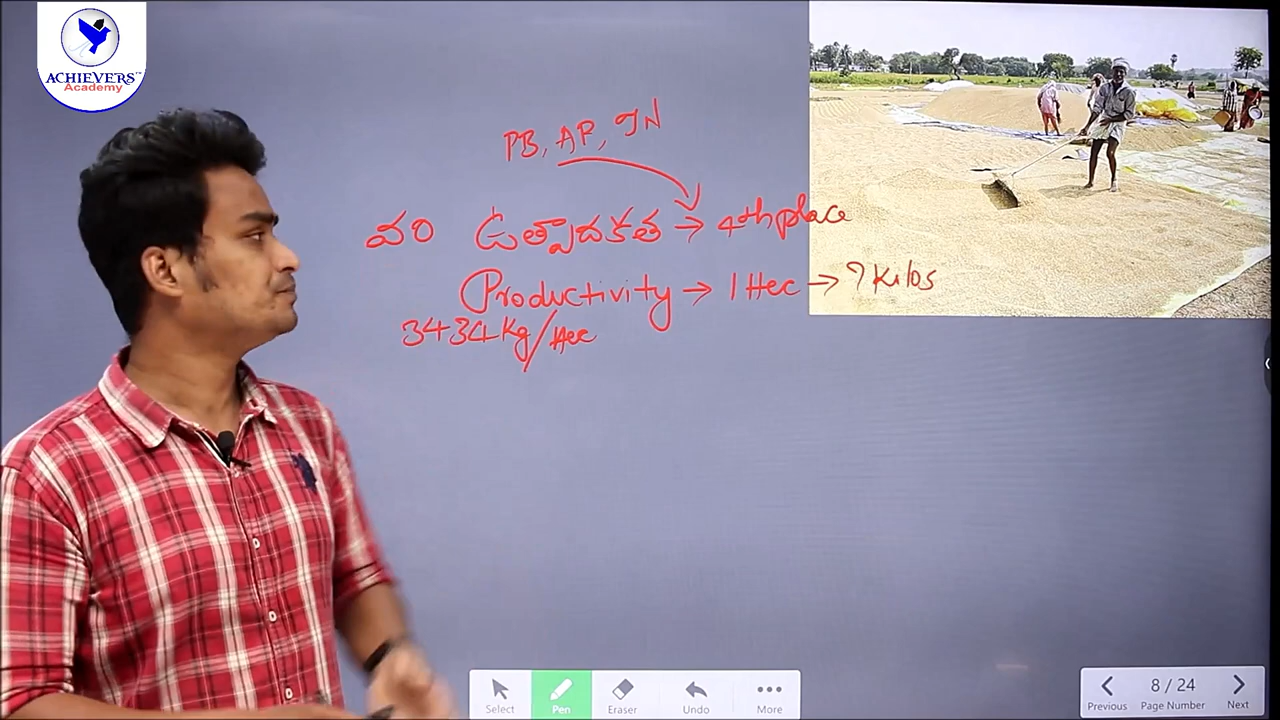 ACHIEVERS™
Academy
PB, AP, TN
వరి ఉత్పాదకత → 4th place
Productivity → 1 Hec → ? Kilos
3434 Kg/Hec
Select
Pen
Eraser
Undo
More
Previous
8 / 24
Page Number
Next